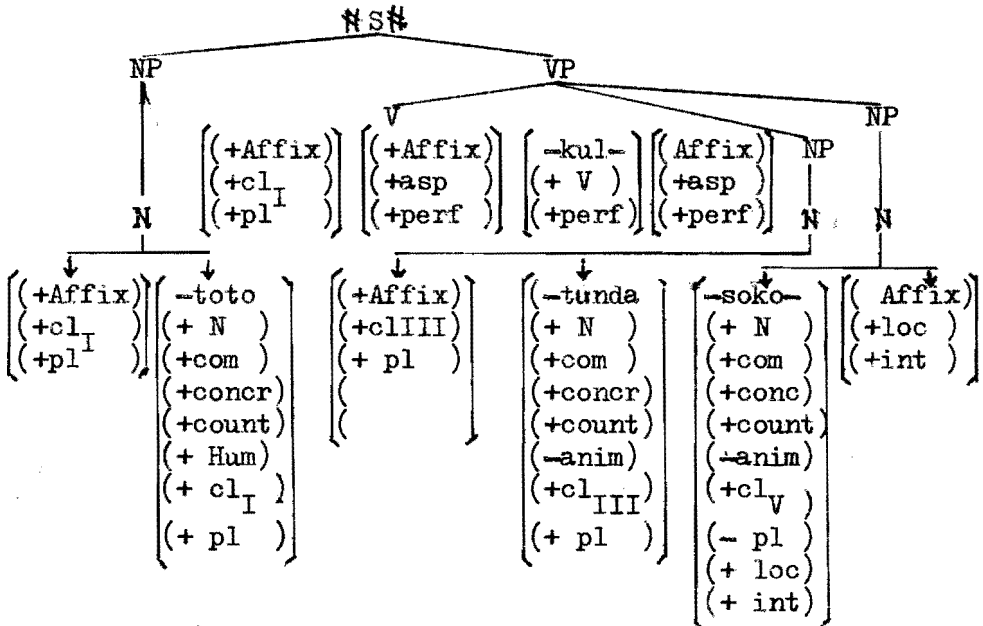 # S #
NP VP
V NP
(+Affix) (+Affix) (-kul-) (Affix) NP
(+cl_I) (+asp) (+ V ) (+asp)
(+pl) (+perf) (+perf) (+perf)
N N N
(+Affix) -toto (+Affix) (-tunda -soko- ( Affix)
(+cl_I) (+ N ) (+clIII) (+ N ) (+ N ) (+loc)
(+pl) (+com) (+ pl ) (+com) (+com) (+int )
(+concr) ( (+concr) (+conc)
(+count) ( (+count) (+count)
(+ Hum) (-anim) (-anim)
(+ cl_I ) (+cl_III) (+cl_V )
(+ pl ) (+ pl ) (- pl )
(+ loc)
(+ int)